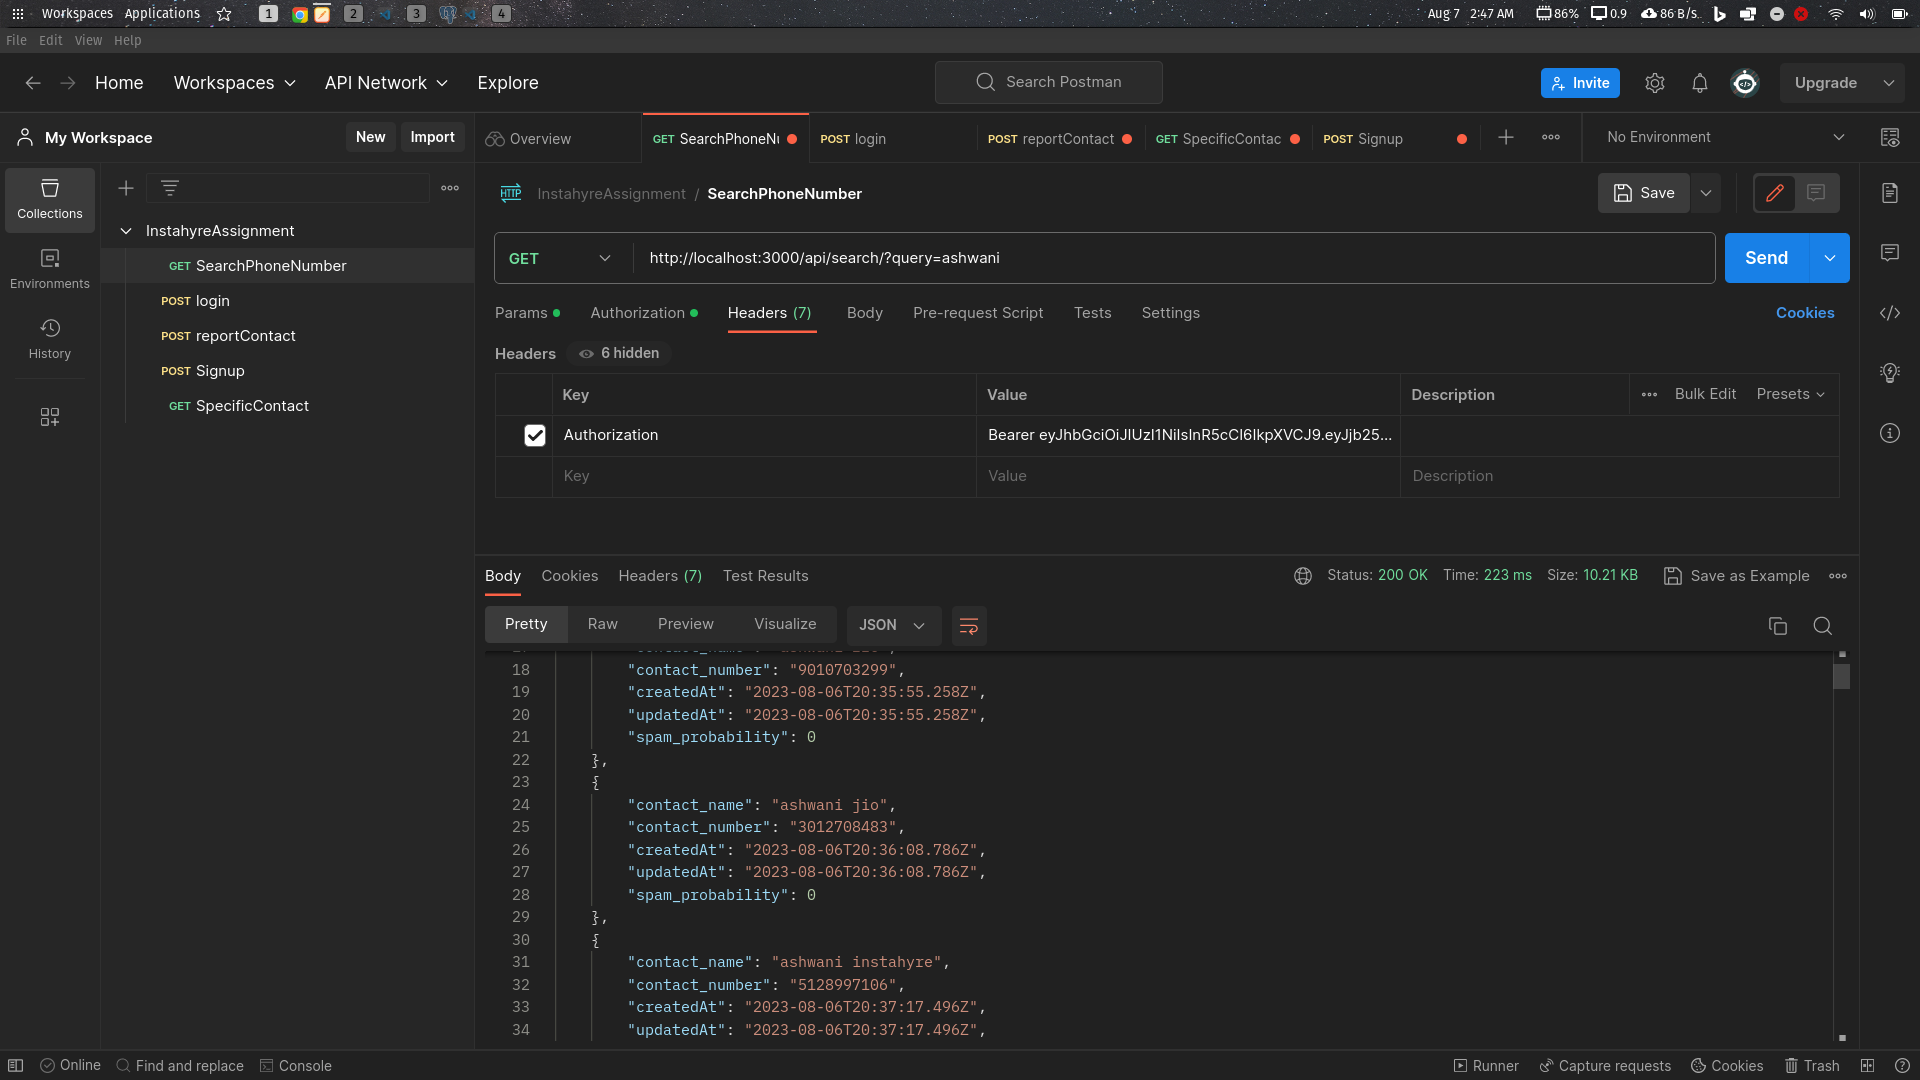 Workspaces Applications 1 2 3 4 Aug 7 2:47 AM 86% 0.9 86 B/s
File Edit View Help
Home Workspaces API Network Explore Search Postman Invite Upgrade
My Workspace New Import Overview GET SearchPhoneNu POST login POST reportContact GET SpecificContac POST Signup No Environment
Collections
Environments
History
InstahyreAssignment
GET SearchPhoneNumber
POST login
POST reportContact
POST Signup
GET SpecificContact
HTTP InstahyreAssignment / SearchPhoneNumber Save
GET http://localhost:3000/api/search/?query=ashwani Send
Params Authorization Headers (7) Body Pre-request Script Tests Settings Cookies
Headers 6 hidden
Key Value Description Bulk Edit Presets
Authorization Bearer eyJhbGciOiJIUzI1NiIsInR5cCI6IkpXVCJ9.eyJjb25...
Key Value Description
Body Cookies Headers (7) Test Results Status: 200 OK Time: 223 ms Size: 10.21 KB Save as Example
Pretty Raw Preview Visualize JSON
18 "contact_number": "9010703299",
19 "createdAt": "2023-08-06T20:35:55.258Z",
20 "updatedAt": "2023-08-06T20:35:55.258Z",
21 "spam_probability": 0
22 },
23 {
24 "contact_name": "ashwani jio",
25 "contact_number": "3012708483",
26 "createdAt": "2023-08-06T20:36:08.786Z",
27 "updatedAt": "2023-08-06T20:36:08.786Z",
28 "spam_probability": 0
29 },
30 {
31 "contact_name": "ashwani instahyre",
32 "contact_number": "5128997106",
33 "createdAt": "2023-08-06T20:37:17.496Z",
34 "updatedAt": "2023-08-06T20:37:17.496Z",
Online Find and replace Console Runner Capture requests Cookies Trash